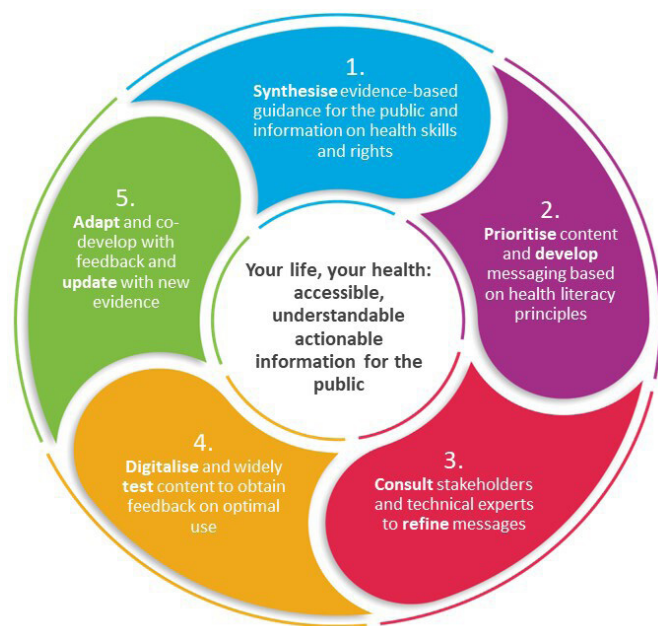 1.
Synthesise evidence-based
guidance for the public and
information on health skills
and rights
2.
Prioritise content
and develop
messaging based
on health literacy
principles
3.
Consult stakeholders
and technical experts
to refine messages
4.
Digitalise and widely
test content to obtain
feedback on optimal
use
5.
Adapt and co-
develop with
feedback and
update with new
evidence
Your life, your health:
accessible,
understandable
actionable
information for the
public